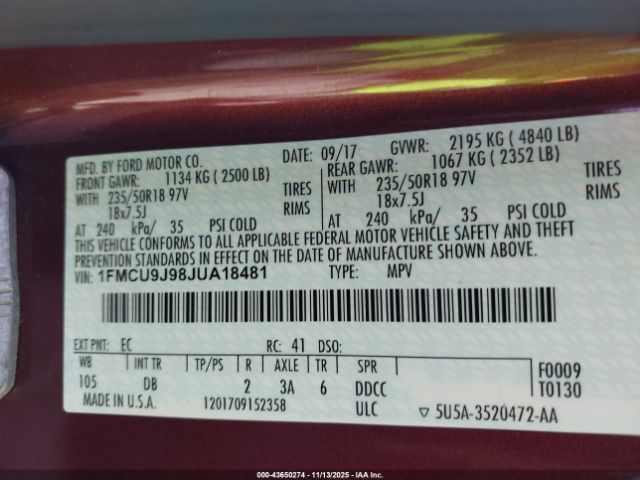 MFD. BY FORD MOTOR CO. DATE: 09/17 GVWR: 2195 KG ( 4840 LB)
FRONT GAWR: 1134 KG ( 2500 LB) REAR GAWR: 1067 KG ( 2352 LB)
WITH 235/50R18 97V TIRES WITH 235/50R18 97V TIRES
18x7.5J RIMS 18x7.5J RIMS
AT 240 kPa/ 35 PSI COLD AT 240 kPa/ 35 PSI COLD
THIS VEHICLE CONFORMS TO ALL APPLICABLE FEDERAL MOTOR VEHICLE SAFETY AND THEFT
PREVENTION STANDARDS IN EFFECT ON THE DATE OF MANUFACTURE SHOWN ABOVE.
VIN: 1FMCU9J98JUA18481 TYPE: MPV
EXT PNT: EC RC: 41 DSO:
WB INT TR TP/PS R AXLE TR SPR F0009
105 DB 2 3A 6 DDCC T0130
MADE IN U.S.A. 1201709152358 ULC ▽ 5U5A-3520472-AA
000-43650274 - 11/13/2025 - IAA Inc.